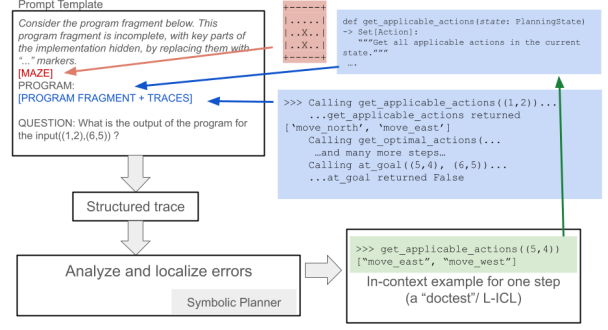 Prompt Template
Consider the program fragment below. This
program fragment is incomplete, with key parts
of the implementation hidden, by replacing them with
“...” markers.
[MAZE]
PROGRAM:
[PROGRAM FRAGMENT + TRACES]
QUESTION: What is the output of the program for
the input((1,2),(6,5)) ?
+-----+
|.....|
|..X..|
|..X..|
+-----+
def get_applicable_actions(state: PlanningState)
-> Set[Action]:
"""Get all applicable actions in the current
state."""
….
>>> Calling get_applicable_actions((1,2))...
...get_applicable_actions returned
[‘move_north’, ‘move_east’]
Calling get_optimal_actions(...
…and many more steps…
Calling at_goal((5,4), (6,5))...
...at_goal returned False
Structured trace
Analyze and localize errors
Symbolic Planner
>>> get_applicable_actions((5,4))
[“move_east”, “move_west”]
In-context example for one step
(a “doctest”/ L-ICL)